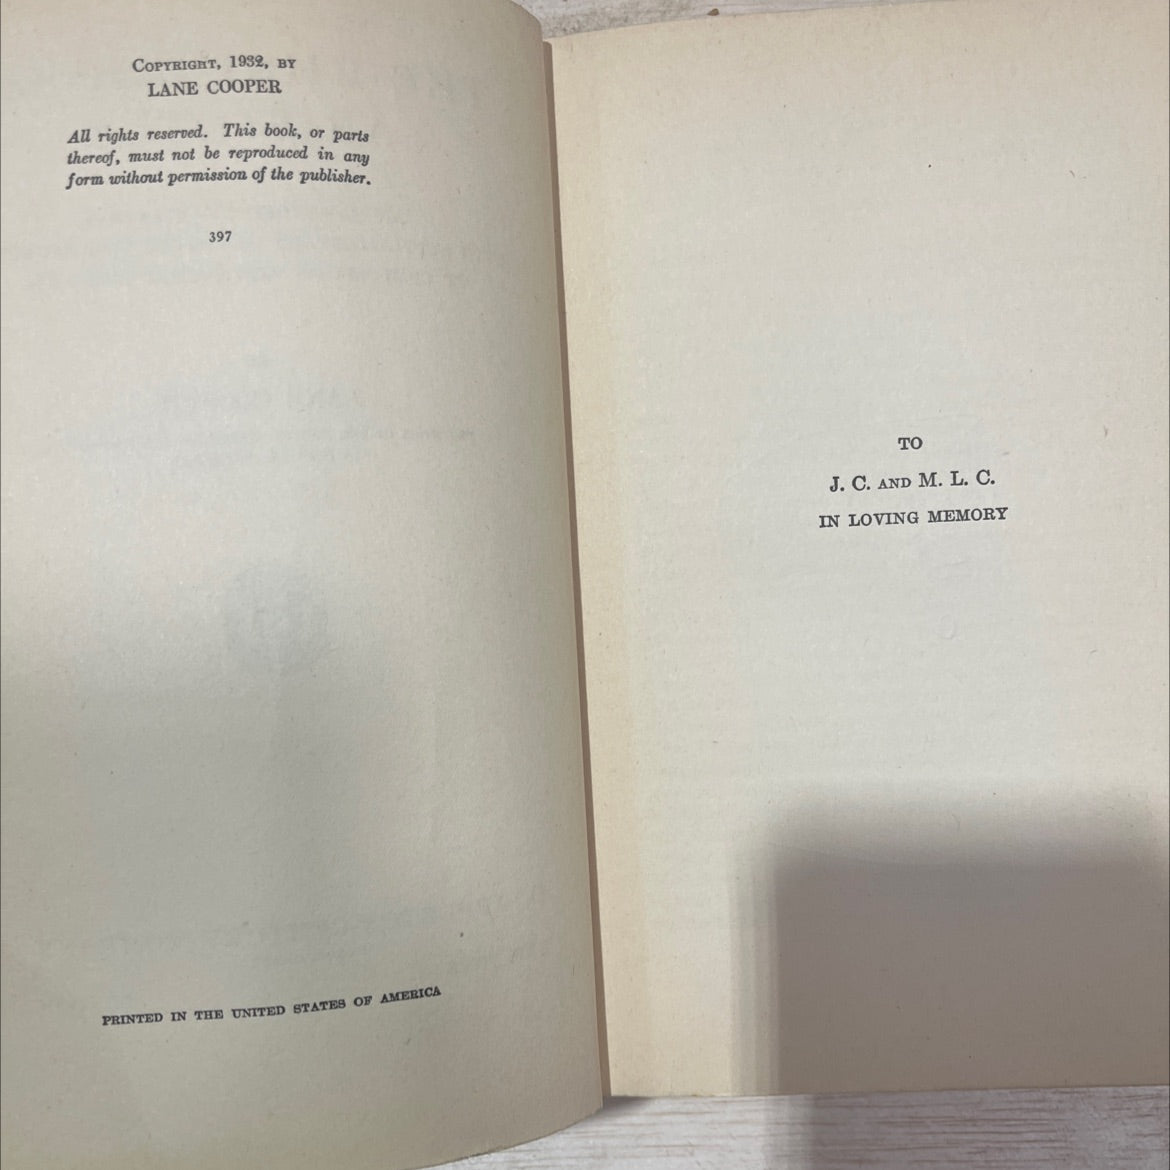 COPYRIGHT, 1932, BY
LANE COOPER
All rights reserved. This book, or parts
thereof, must not be reproduced in any
form without permission of the publisher.
397
PRINTED IN THE UNITED STATES OF AMERICA
TO
J. C. AND M. L. C.
IN LOVING MEMORY